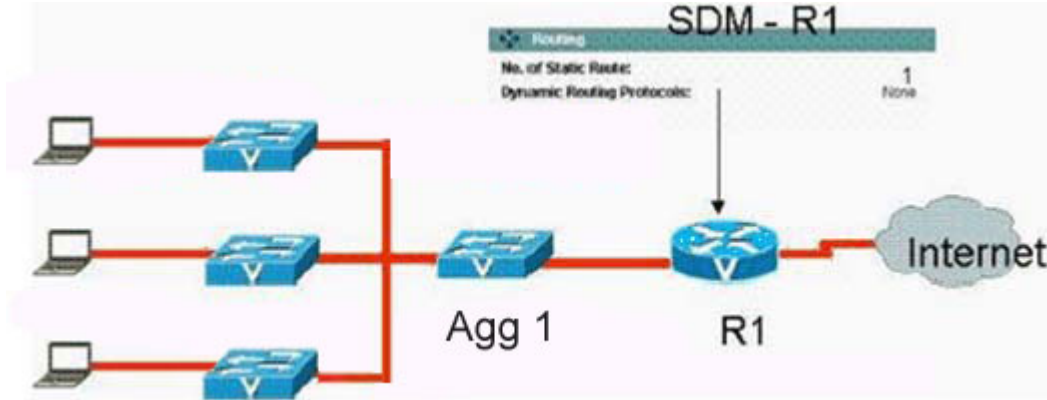 SDM - R1
Routing
No. of Static Route: 1
Dynamic Routing Protocols: None
Internet
Agg 1
R1
V
V
V
V
V